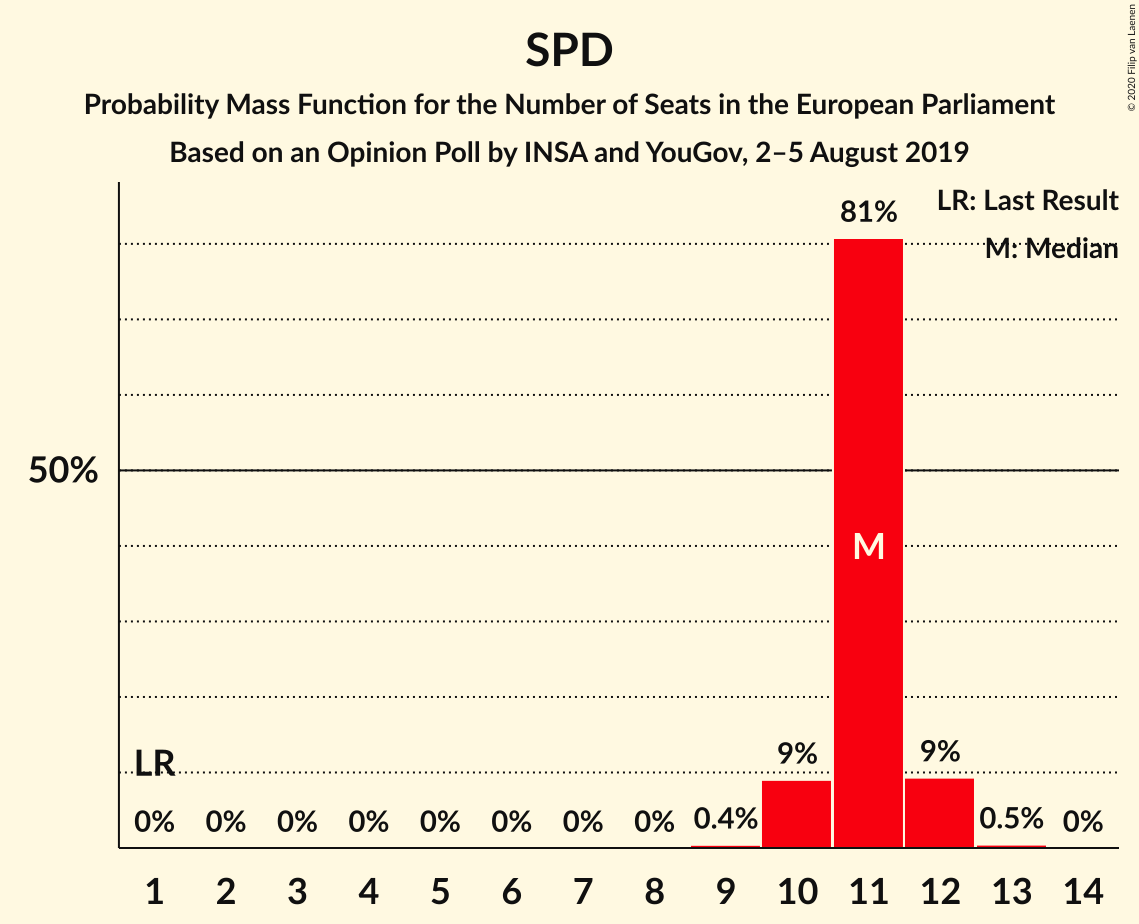 SPD
Probability Mass Function for the Number of Seats in the European Parliament
Based on an Opinion Poll by INSA and YouGov, 2–5 August 2019
© 2020 Filip van Laenen
LR: Last Result
M: Median
81%
50%
M
LR
9%
9%
0%
0%
0%
0%
0%
0%
0%
0%
0.4%
0.5%
0%
1 2 3 4 5 6 7 8 9 10 11 12 13 14